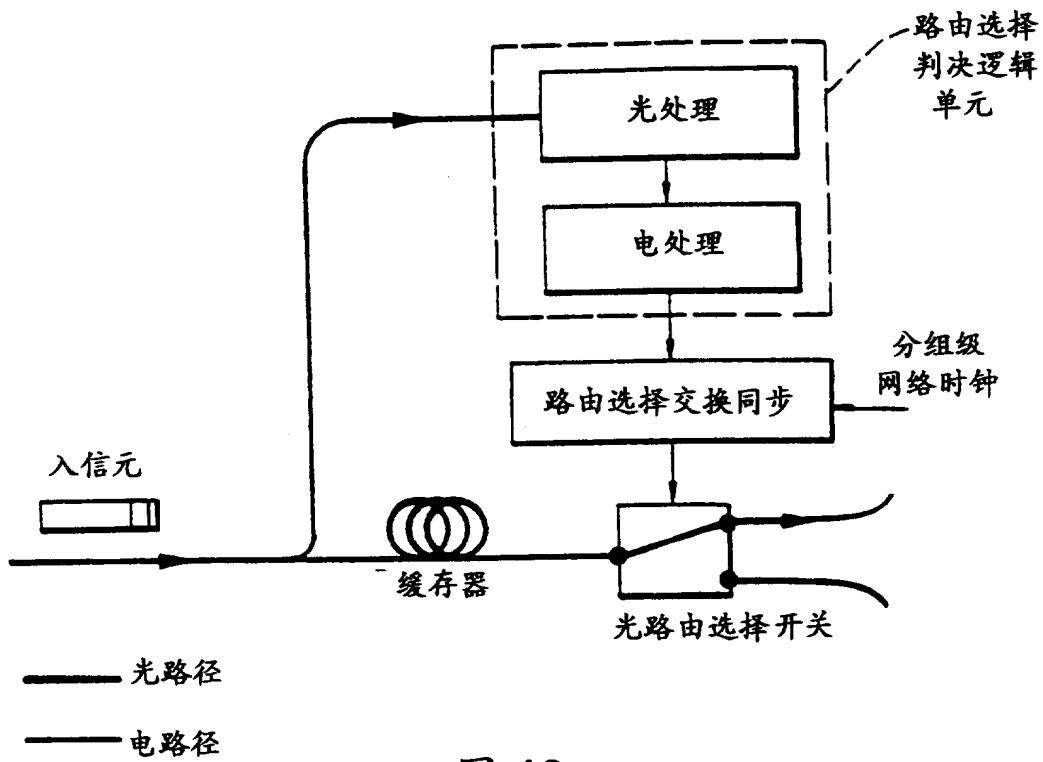 路由选择
判决逻辑
单元
光处理
电处理
分组级
网络时钟
路由选择交换同步
入信元
缓存器
光路由选择开关
光路径
电路径